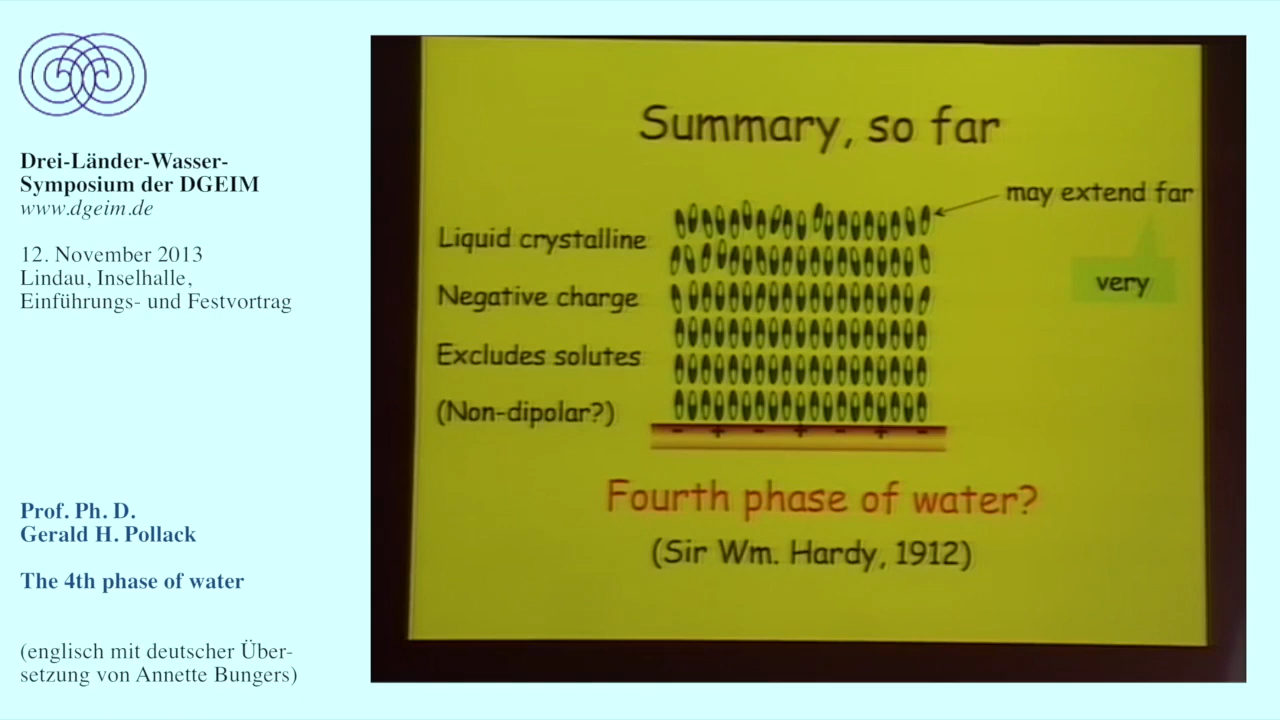 Drei-Länder-Wasser-
Symposium der DGEIM
www.dgeim.de
12. November 2013
Lindau, Inselhalle,
Einführungs- und Festvortrag
Prof. Ph. D.
Gerald H. Pollack
The 4th phase of water
(englisch mit deutscher Über-
setzung von Annette Bungers)
Summary, so far
may extend far
very
Liquid crystalline
Negative charge
Excludes solutes
(Non-dipolar?)
- + - + - + -
Fourth phase of water?
(Sir Wm. Hardy, 1912)